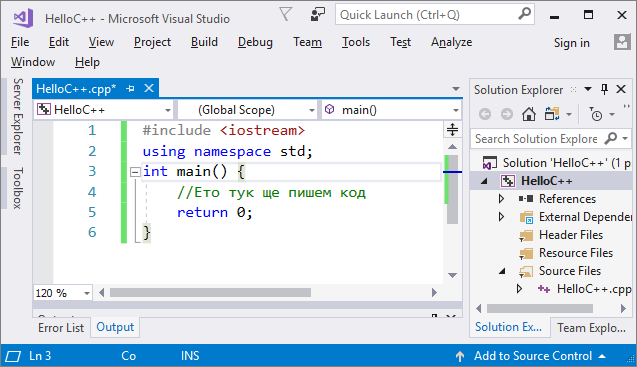 HelloC++ - Microsoft Visual Studio
Quick Launch (Ctrl+Q)
File Edit View Project Build Debug Team Tools Test Analyze Sign in
Window Help
Server Explorer
Toolbox
HelloC++.cpp*
HelloC++ (Global Scope) main()
1 #include <iostream>
2 using namespace std;
3 int main() {
4 //Ето тук ще пишем код
5 return 0;
6 }
120 %
Error List Output
Solution Explorer
Search Solution Explore
Solution 'HelloC++' (1 p
HelloC++
References
External Depender
Header Files
Resource Files
Source Files
HelloC++.cpp
Solution Ex... Team Explo...
Ln 3 Co INS Add to Source Control